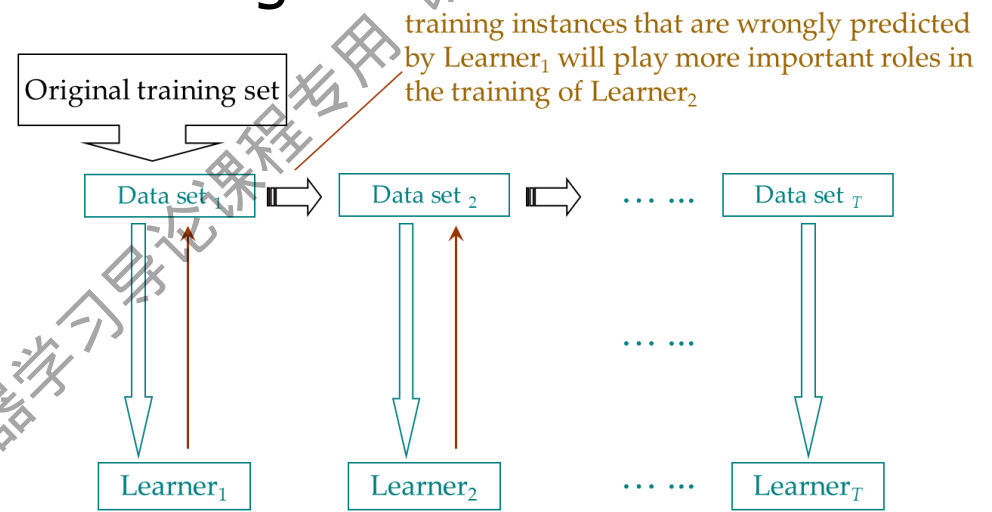 training instances that are wrongly predicted
by Learner₁ will play more important roles in
the training of Learner₂
Original training set
Data set ₁
Data set ₂
… …
Data set T
… …
Learner₁
Learner₂
… …
Learner_T
器学习导论课程专用